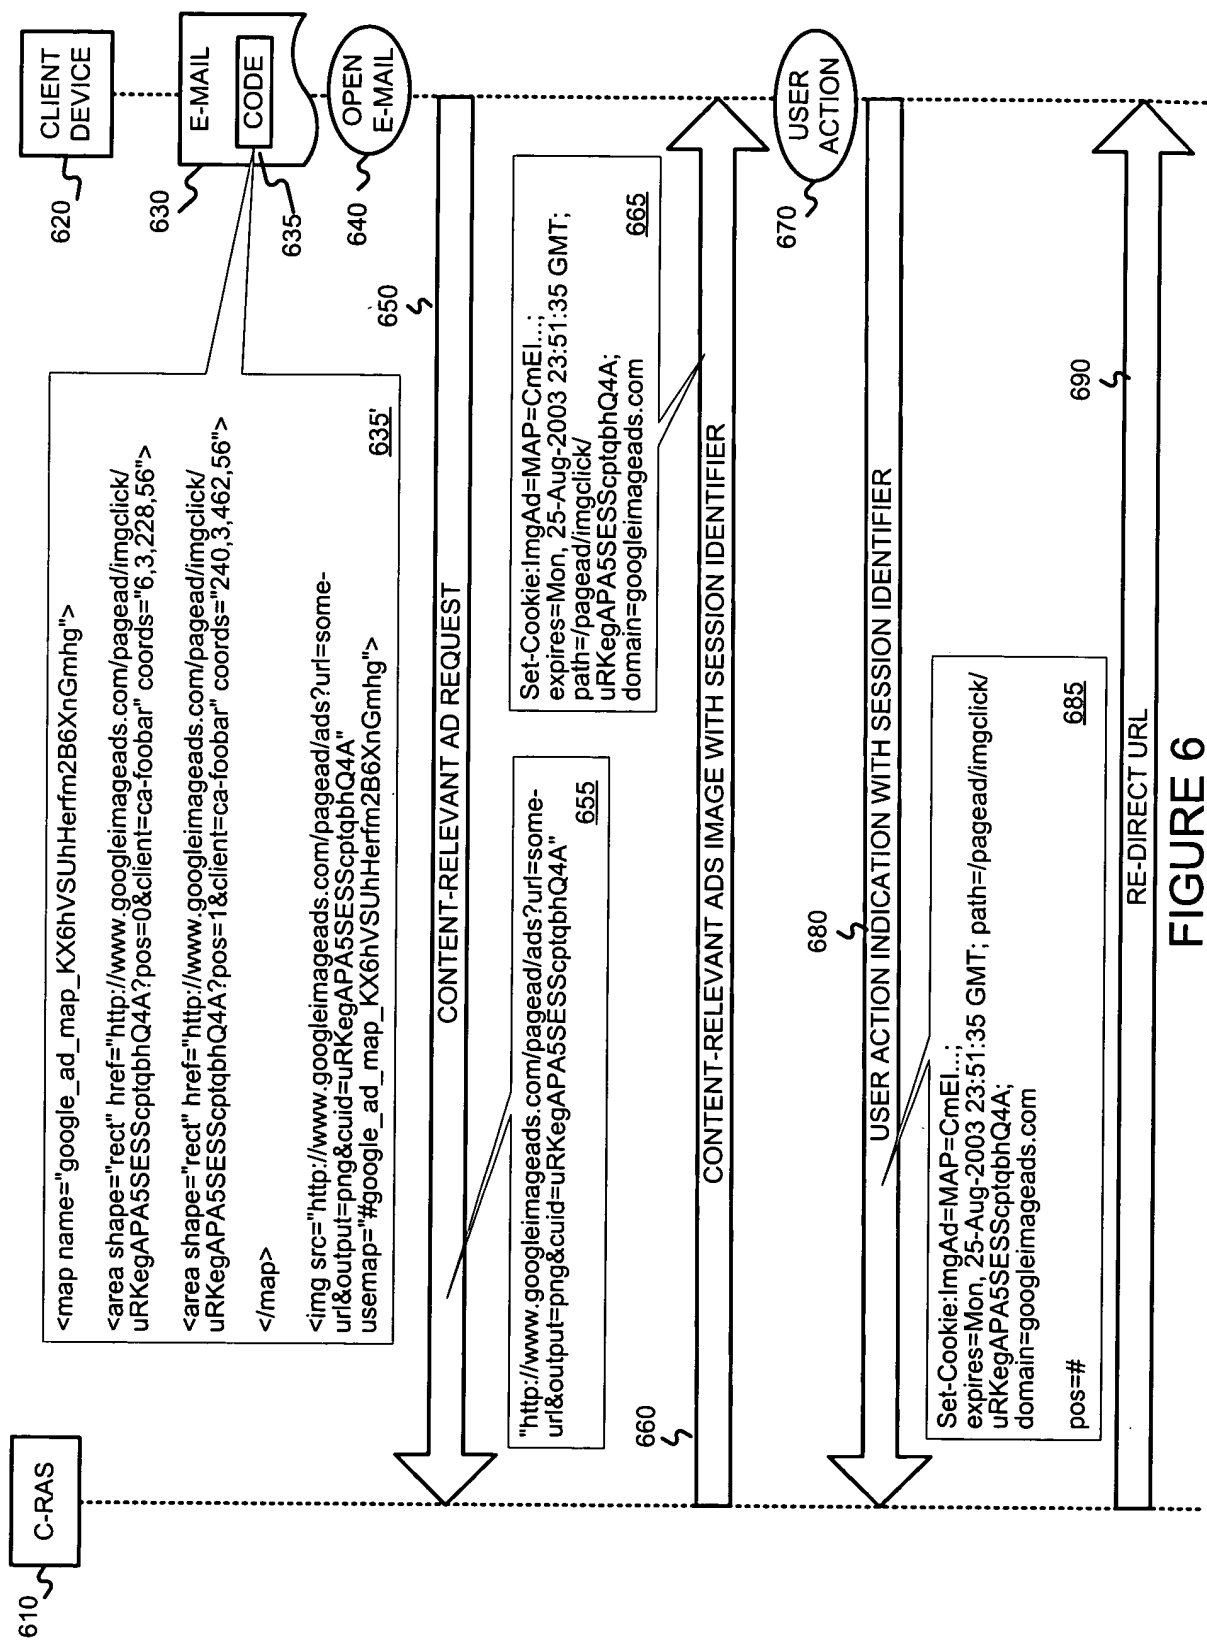 610
C-RAS
CLIENT
DEVICE
620
E-MAIL
CODE
630
635
OPEN
E-MAIL
640
<map name="google_ad_map_KX6hVSUhHerfm2B6XnGmhg">
<area shape="rect" href="http://www.googleimageads.com/pagead/imgclick/
uRKegAPA5SESScptqbhQ4A?pos=0&client=ca-foobar" coords="6,3,228,56">
<area shape="rect" href="http://www.googleimageads.com/pagead/imgclick/
uRKegAPA5SESScptqbhQ4A?pos=1&client=ca-foobar" coords="240,3,462,56">
</map>
<img src="http://www.googleimageads.com/pagead/ads?url=some-
url&output=png&cuid=uRKegAPA5SESScptqbhQ4A"
usemap="#google_ad_map_KX6hVSUhHerfm2B6XnGmhg">
635'
650
CONTENT-RELEVANT AD REQUEST
"http://www.googleimageads.com/pagead/ads?url=some-
url&output=png&cuid=uRKegAPA5SESScptqbhQ4A"
655
Set-Cookie:ImgAd=MAP=CmEI...;
expires=Mon, 25-Aug-2003 23:51:35 GMT;
path=/pagead/imgclick/
uRKegAPA5SESScptqbhQ4A;
domain=googleimageads.com
665
660
CONTENT-RELEVANT ADS IMAGE WITH SESSION IDENTIFIER
USER
ACTION
670
680
USER ACTION INDICATION WITH SESSION IDENTIFIER
Set-Cookie:ImgAd=MAP=CmEI...;
expires=Mon, 25-Aug-2003 23:51:35 GMT; path=/pagead/imgclick/
uRKegAPA5SESScptqbhQ4A;
domain=googleimageads.com
pos=#
685
690
RE-DIRECT URL
FIGURE 6